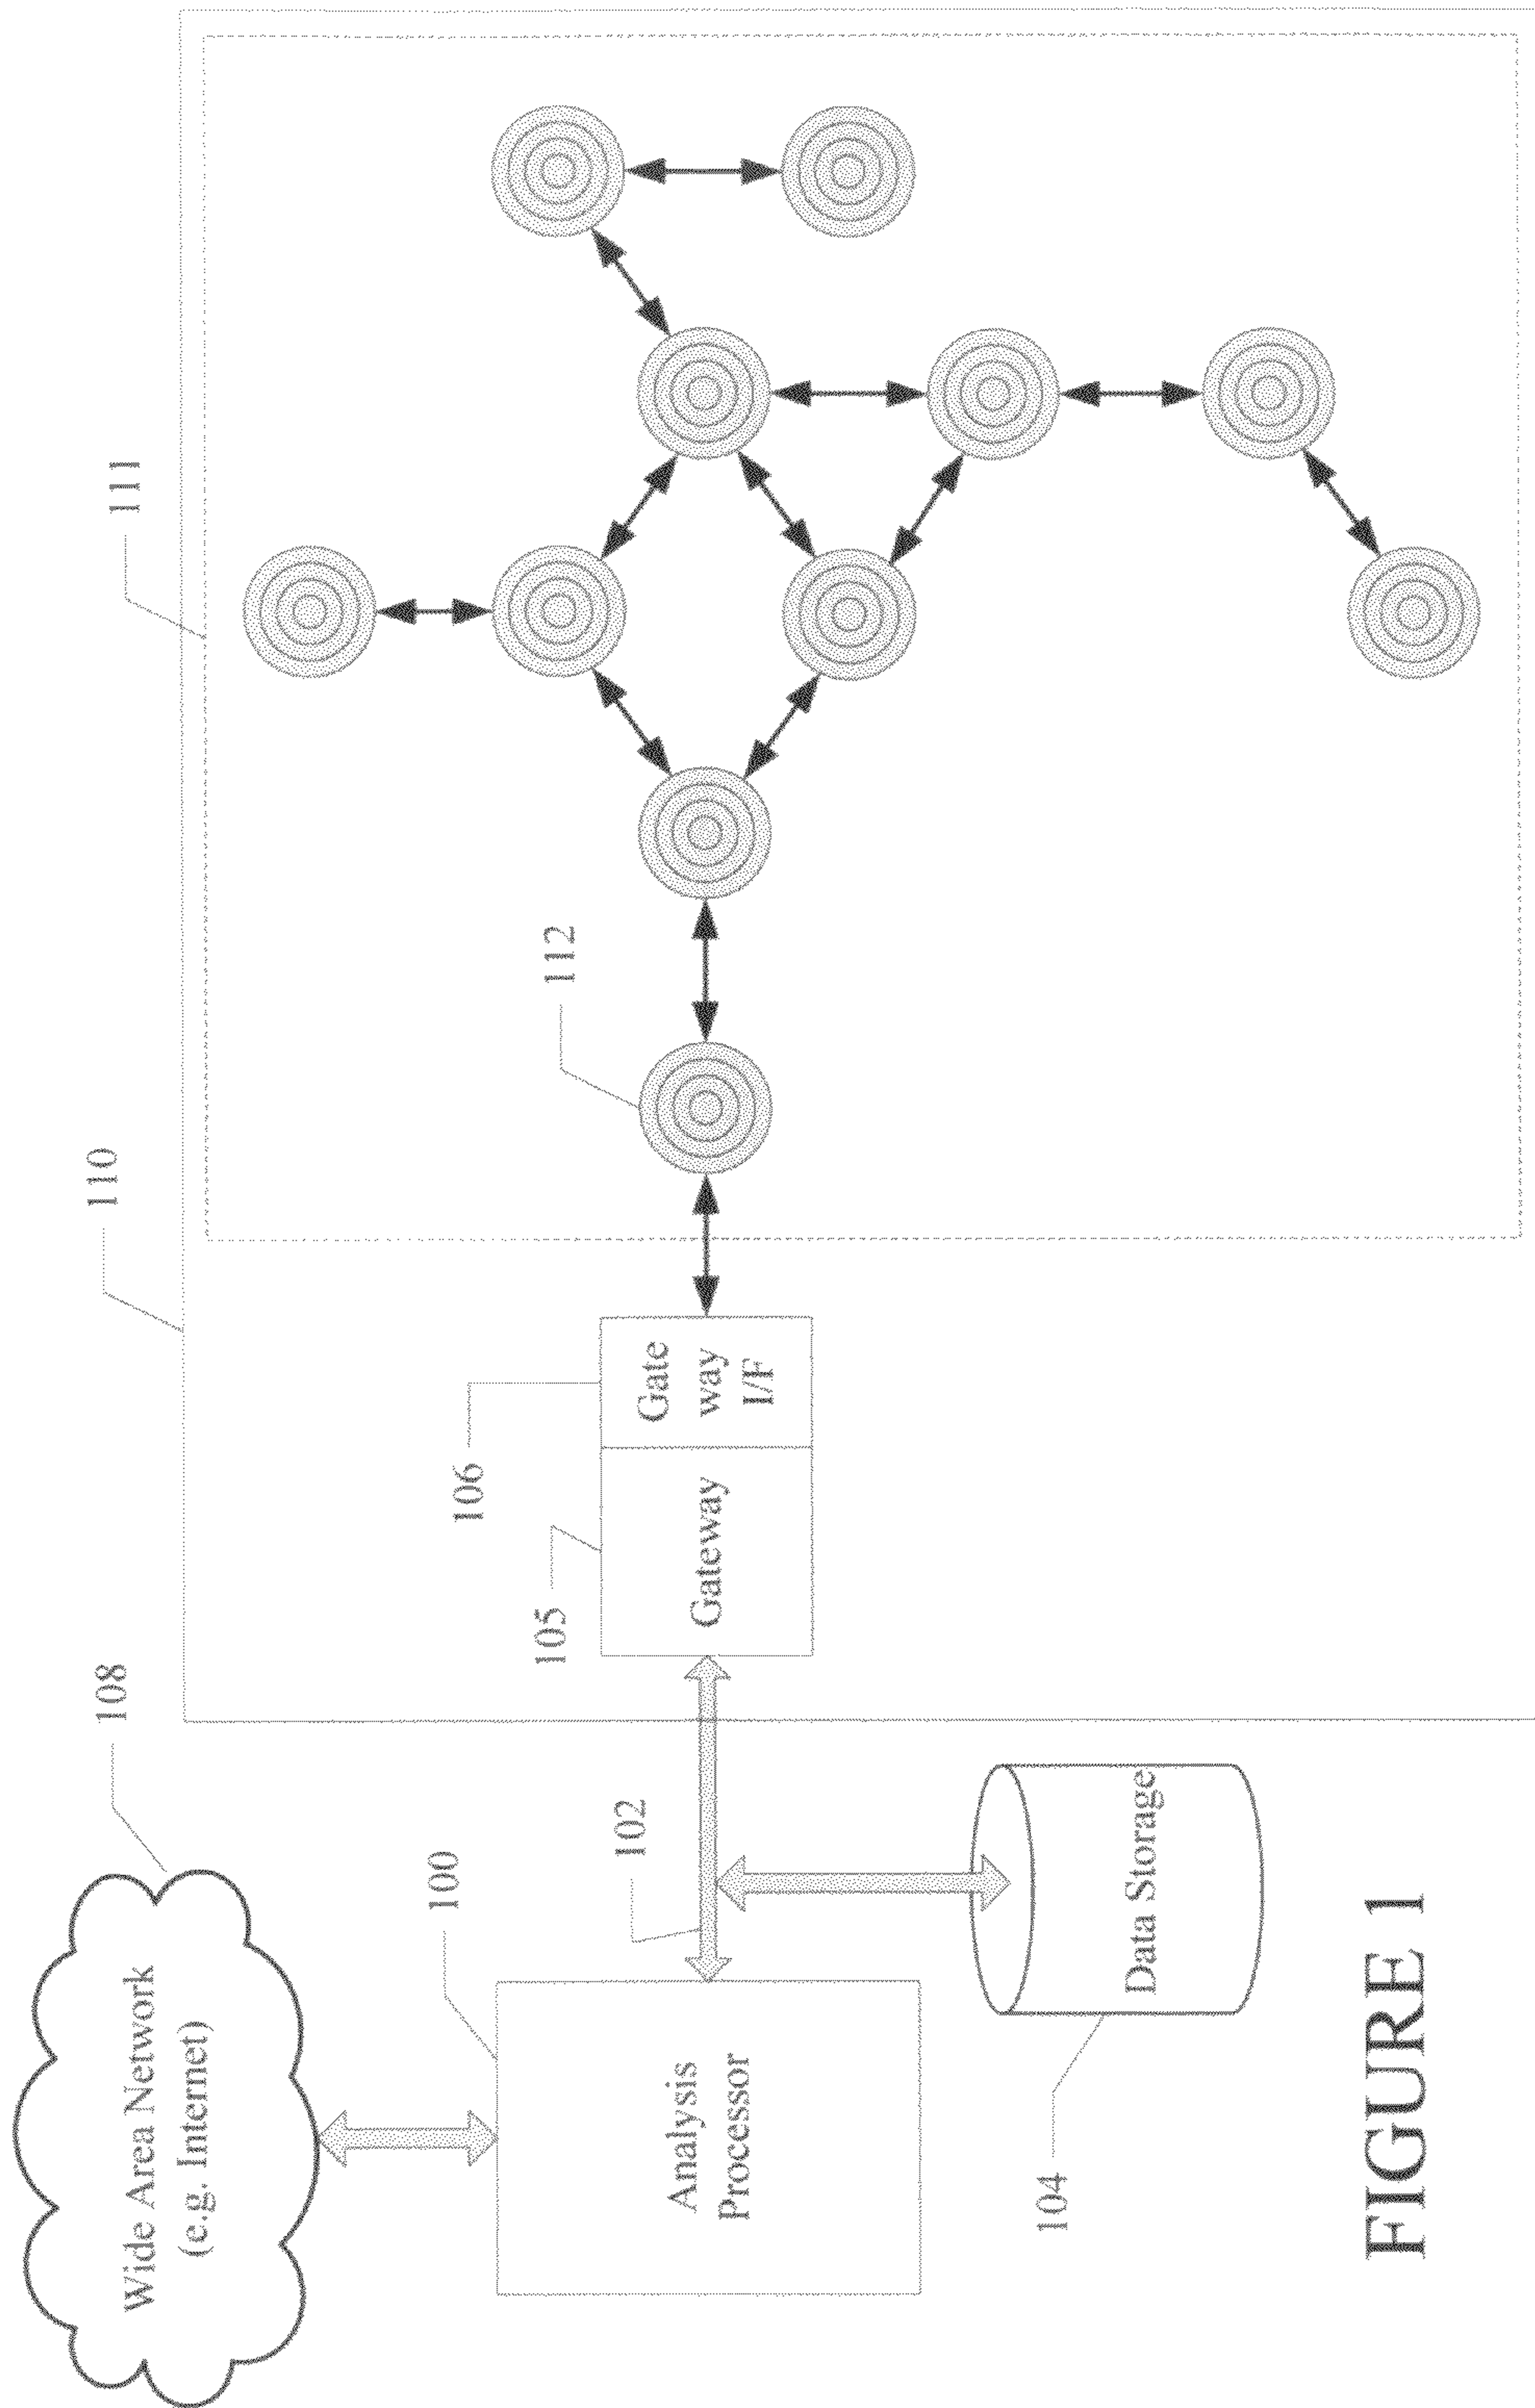 108
Wide Area Network
(e.g. Internet)
110
111
100
Analysis
Processor
102
105
Gateway
106
Gate
way
I/F
112
104
Data Storage
FIGURE 1